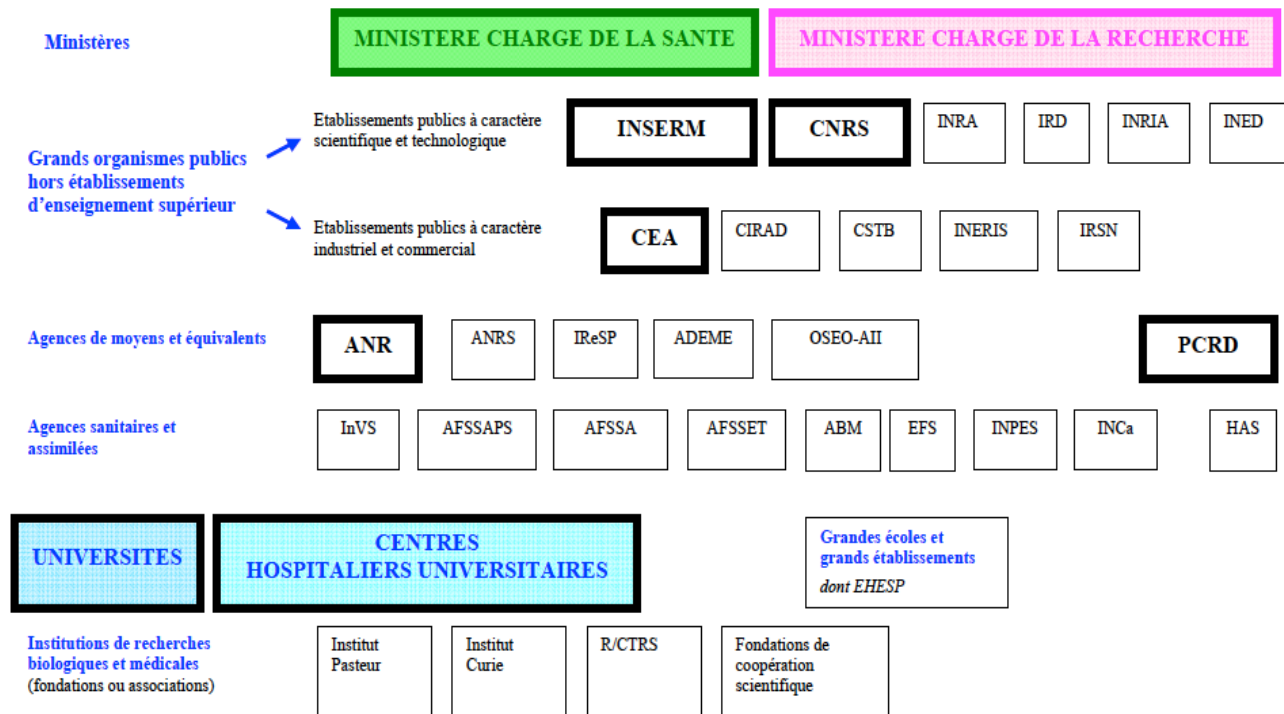 Ministères
MINISTERE CHARGE DE LA SANTE
MINISTERE CHARGE DE LA RECHERCHE
Grands organismes publics
hors établissements
d’enseignement supérieur
Etablissements publics à caractère
scientifique et technologique
INSERM
CNRS
INRA
IRD
INRIA
INED
Etablissements publics à caractère
industriel et commercial
CEA
CIRAD
CSTB
INERIS
IRSN
Agences de moyens et équivalents
ANR
ANRS
IReSP
ADEME
OSEO-AII
PCRD
Agences sanitaires et
assimilées
InVS
AFSSAPS
AFSSA
AFSSET
ABM
EFS
INPES
INCa
HAS
UNIVERSITES
CENTRES
HOSPITALIERS UNIVERSITAIRES
Grandes écoles et
grands établissements
dont EHESP
Institutions de recherches
biologiques et médicales
(fondations ou associations)
Institut
Pasteur
Institut
Curie
R/CTRS
Fondations de
coopération
scientifique